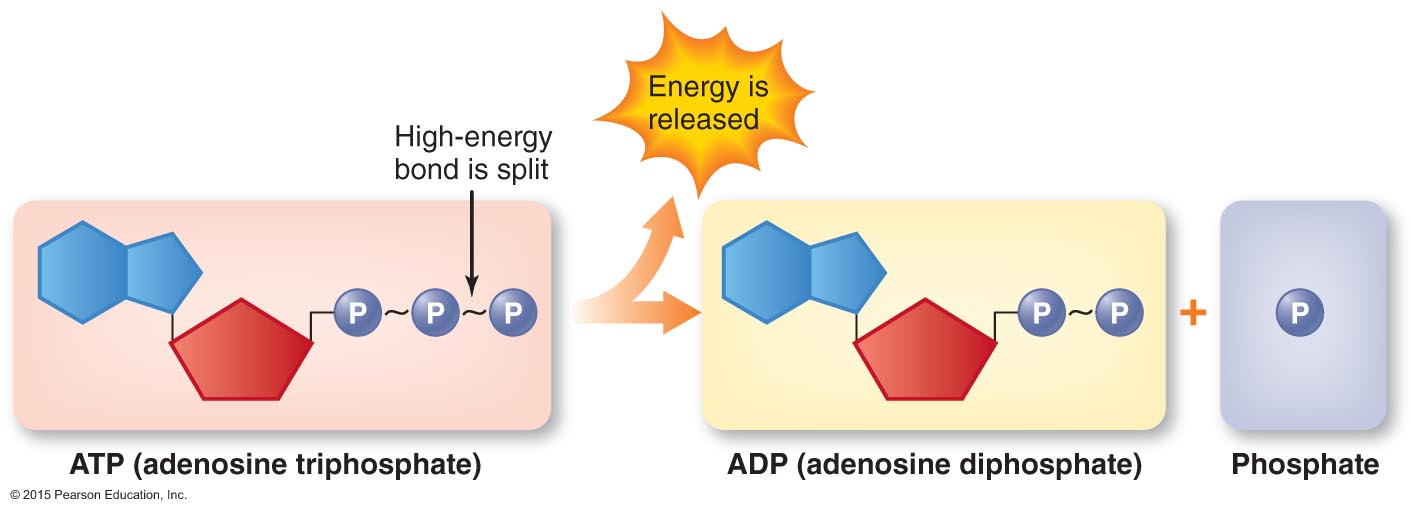 Energy is
released
High-energy
bond is split
P ~ P ~ P
P ~ P
+
P
ATP (adenosine triphosphate)
ADP (adenosine diphosphate)
Phosphate
© 2015 Pearson Education, Inc.